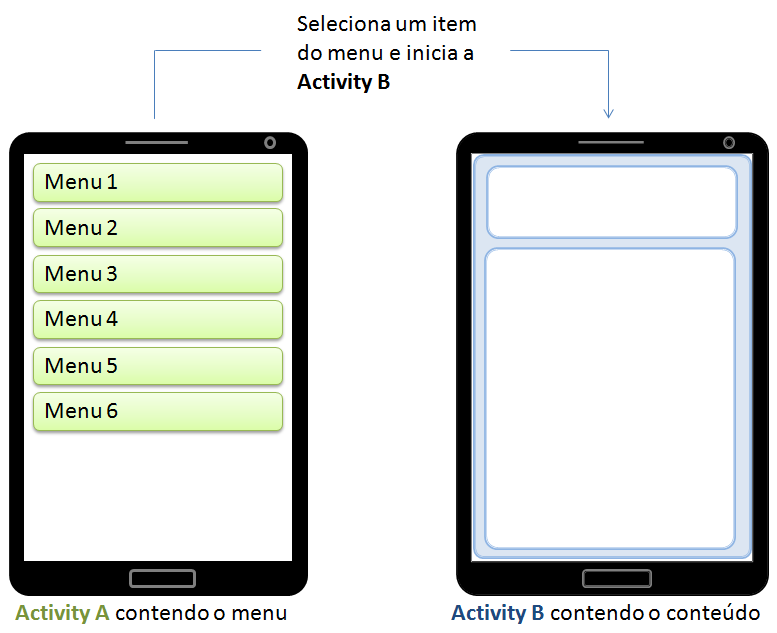 Seleciona um item
do menu e inicia a
Activity B
Menu 1
Menu 2
Menu 3
Menu 4
Menu 5
Menu 6
Activity A contendo o menu
Activity B contendo o conteúdo